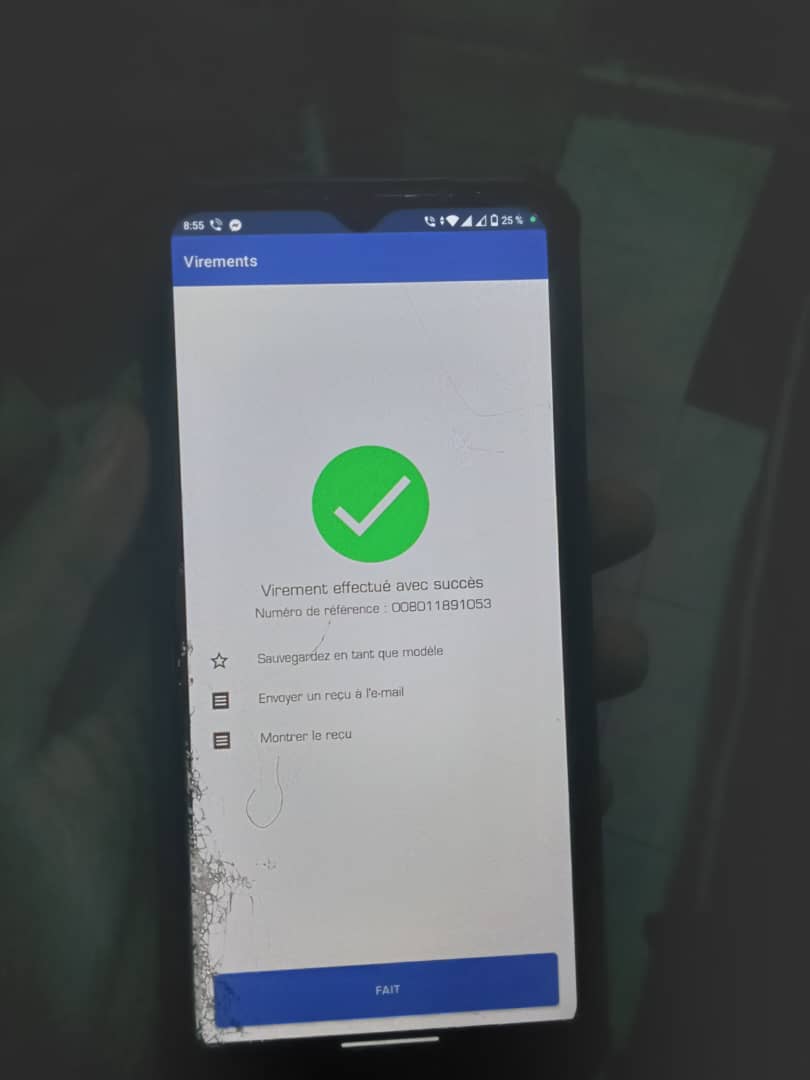 8:55
25 %
Virements
Virement effectué avec succès
Numéro de référence : 008011891053
Sauvegardez en tant que modèle
Envoyer un reçu à l'e-mail
Montrer le reçu
FAIT